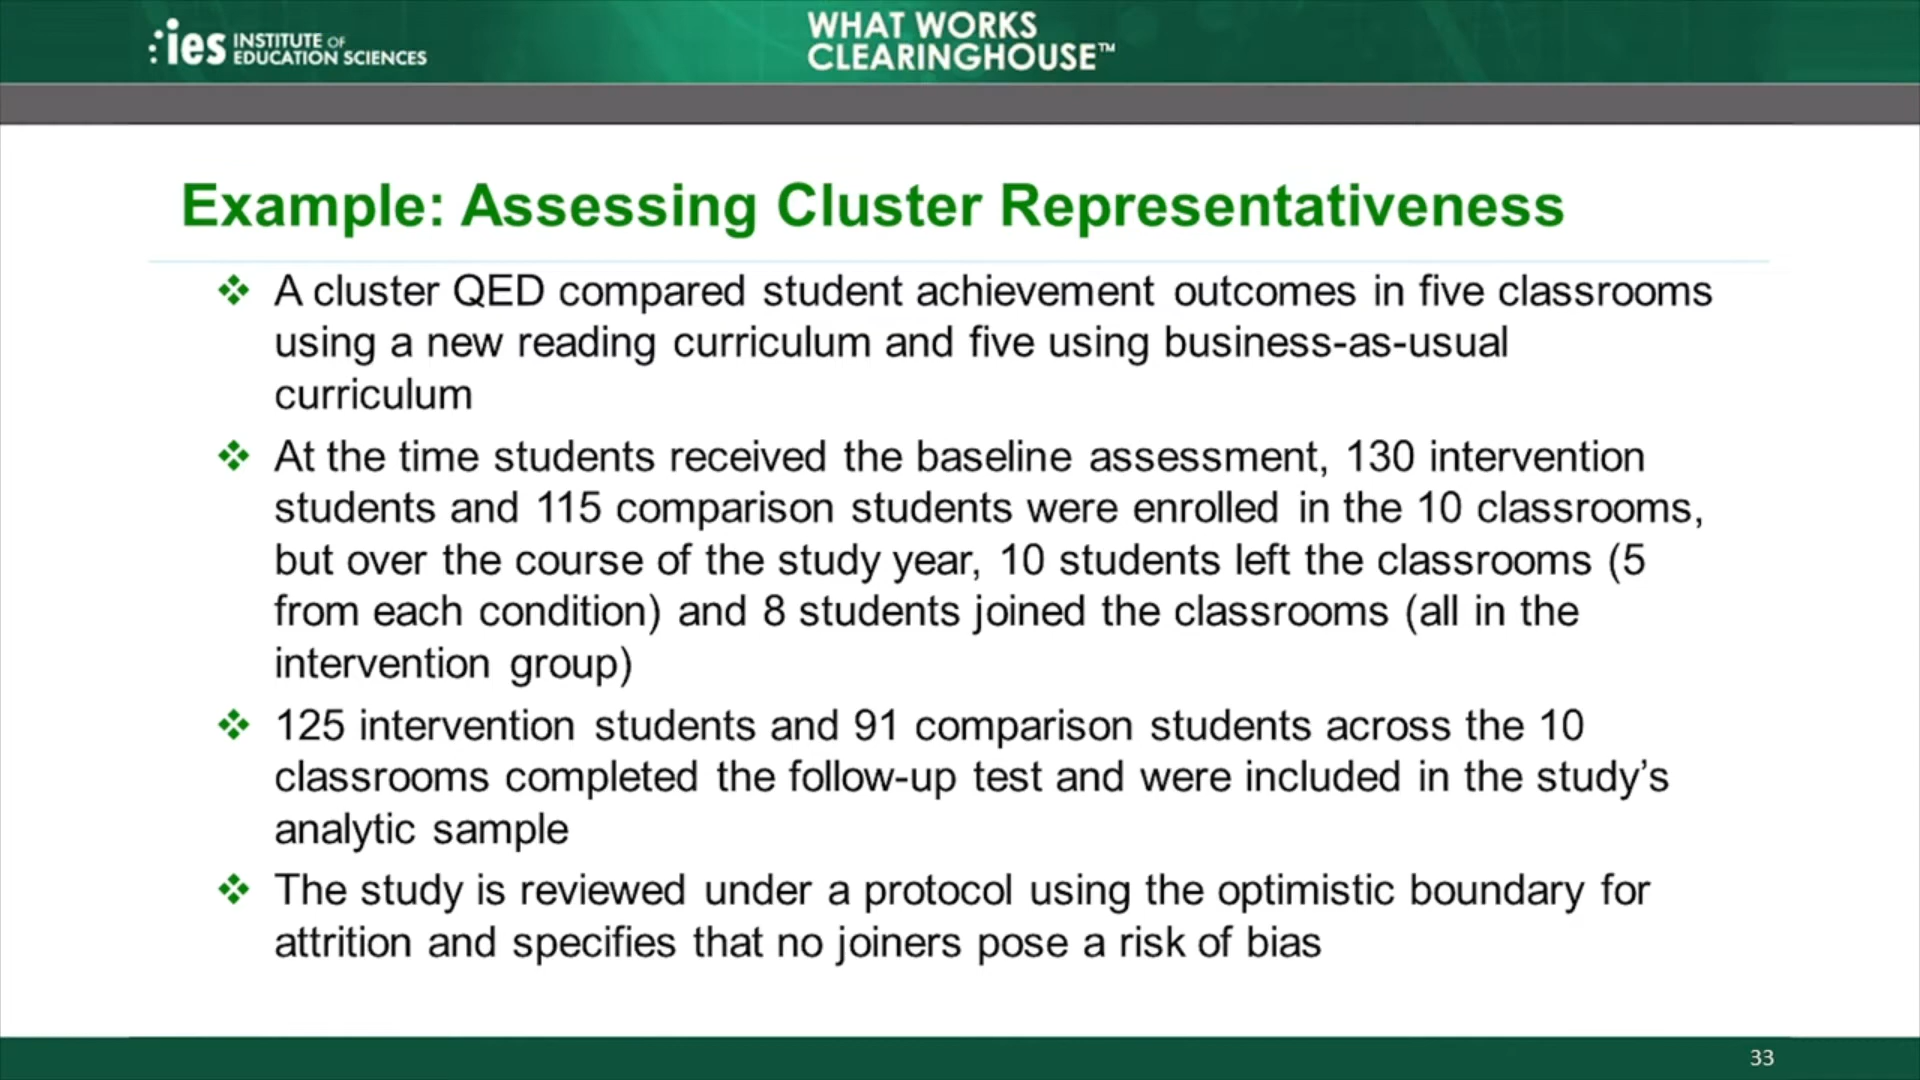 ies INSTITUTE OF
EDUCATION SCIENCES
WHAT WORKS
CLEARINGHOUSE™
Example: Assessing Cluster Representativeness
A cluster QED compared student achievement outcomes in five classrooms
using a new reading curriculum and five using business-as-usual
curriculum
At the time students received the baseline assessment, 130 intervention
students and 115 comparison students were enrolled in the 10 classrooms,
but over the course of the study year, 10 students left the classrooms (5
from each condition) and 8 students joined the classrooms (all in the
intervention group)
125 intervention students and 91 comparison students across the 10
classrooms completed the follow-up test and were included in the study’s
analytic sample
The study is reviewed under a protocol using the optimistic boundary for
attrition and specifies that no joiners pose a risk of bias
33